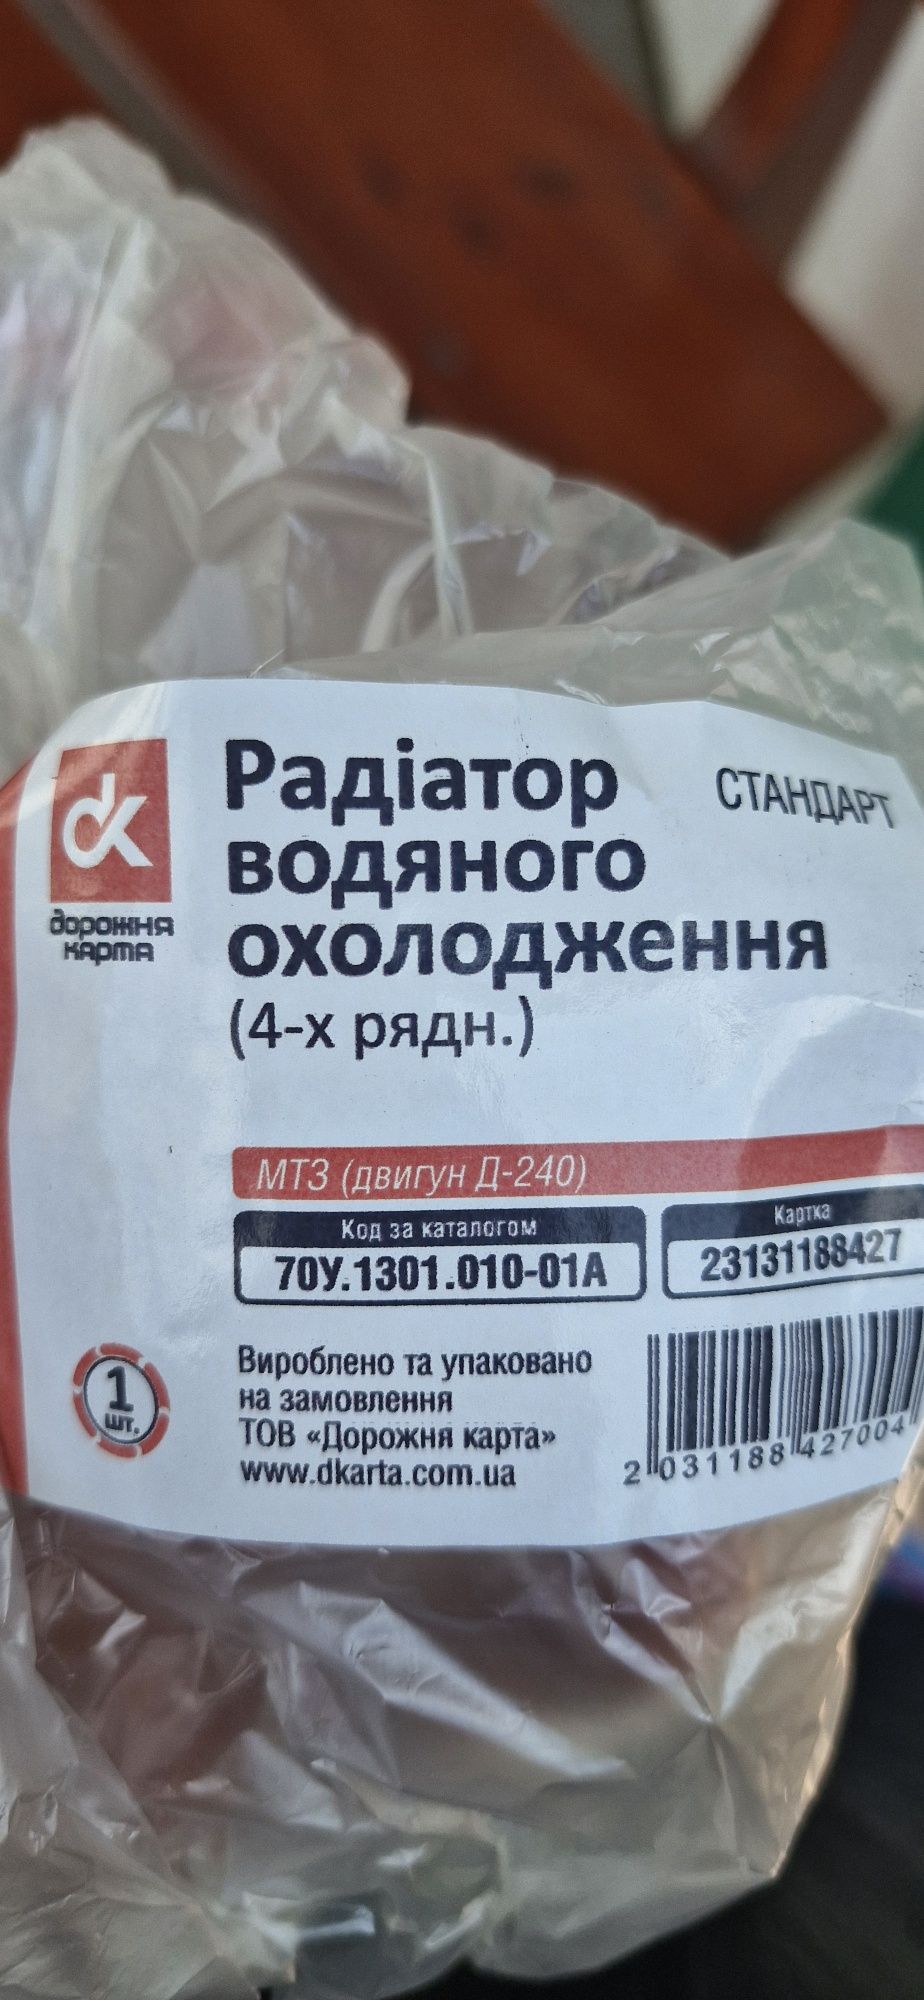 дк
дорожня
карта
Радіатор
водяного
охолодження
(4-х рядн.)
СТАНДАРТ
МТЗ (двигун Д-240)
Код за каталогом
70У.1301.010-01А
Картка
23131188427
1
шт.
Вироблено та упаковано
на замовлення
ТОВ «Дорожня карта»
www.dkarta.com.ua
2 031188 427004